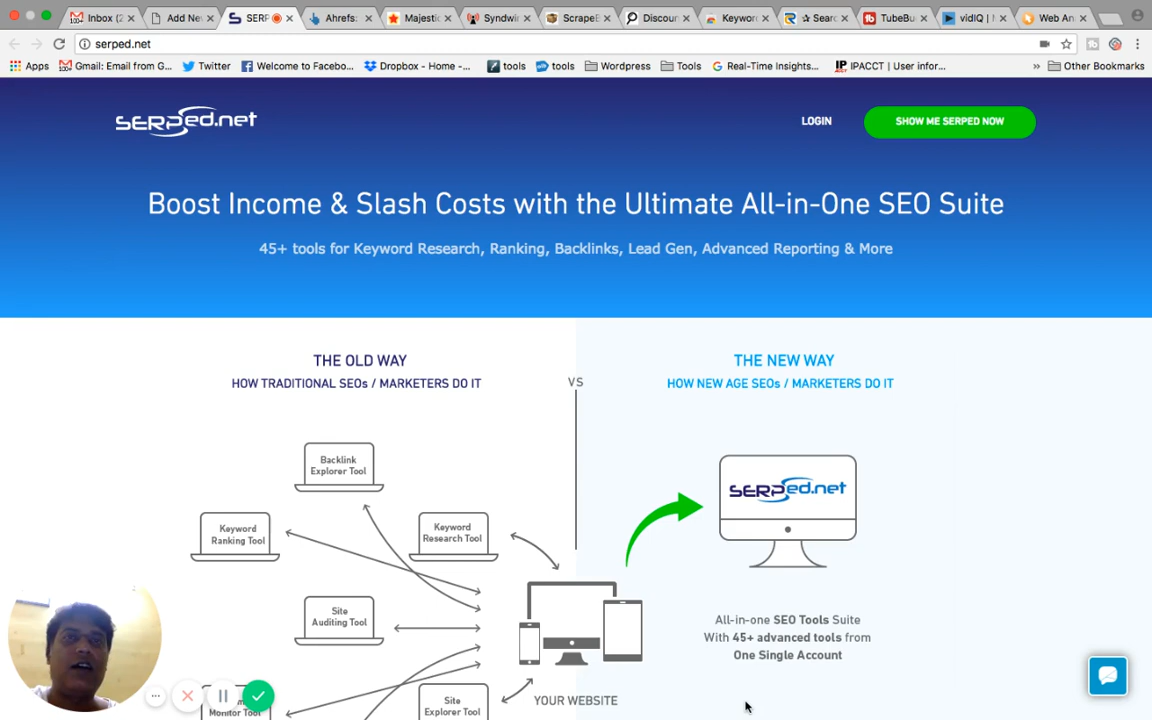 Inbox (2
Add Nev
SERP
Ahrefs:
Majesti
Syndwi
ScrapeB
Discour
Keywor
☆ Searc
TubeBu
vidIQ | 
Web An
serped.net
Apps
Gmail: Email from G...
Twitter
Welcome to Facebo...
Dropbox - Home -...
tools
tools
Wordpress
Tools
Real-Time Insights...
IPACCT | User infor...
»
Other Bookmarks
SERPed.net
LOGIN
SHOW ME SERPED NOW
Boost Income & Slash Costs with the Ultimate All-in-One SEO Suite
45+ tools for Keyword Research, Ranking, Backlinks, Lead Gen, Advanced Reporting & More
THE OLD WAY
HOW TRADITIONAL SEOs / MARKETERS DO IT
VS
THE NEW WAY
HOW NEW AGE SEOs / MARKETERS DO IT
Backlink
Explorer Tool
Keyword
Ranking Tool
Keyword
Research Tool
SERPed.net
Site
Auditing Tool
All-in-one SEO Tools Suite
With 45+ advanced tools from
One Single Account
Site
Explorer Tool
Monitor Tool
YOUR WEBSITE